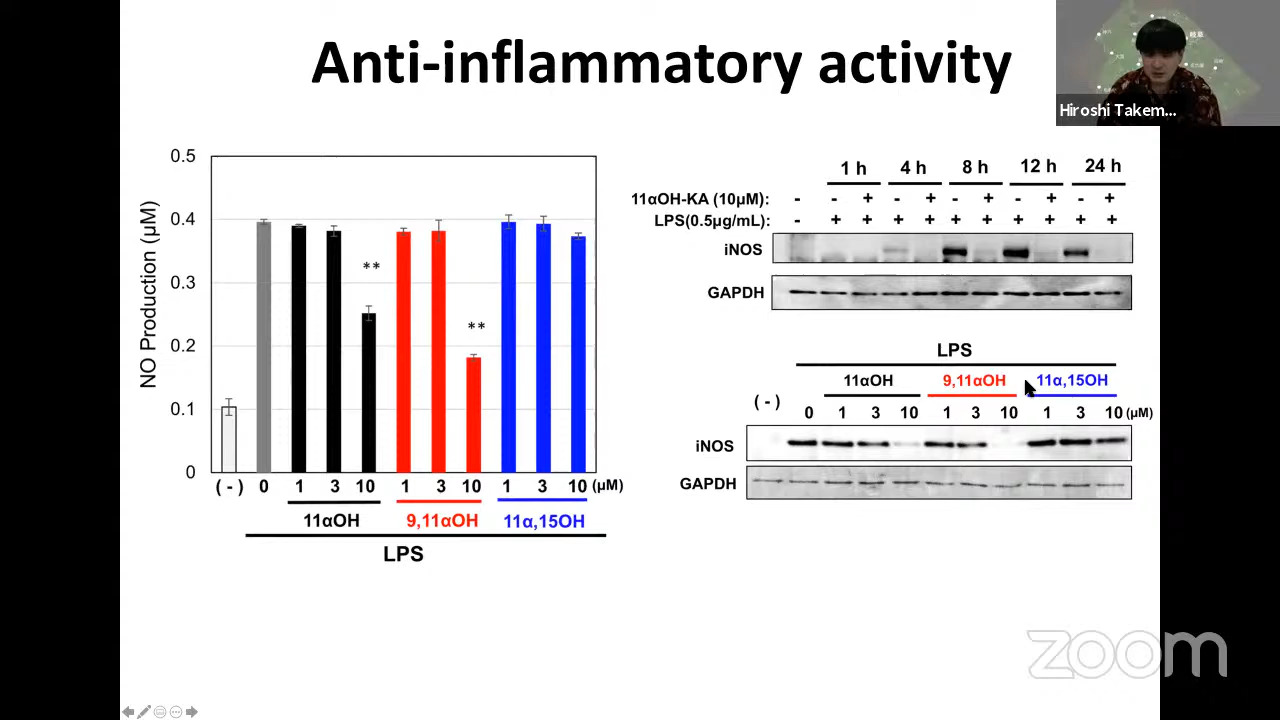 Anti-inflammatory activity
Hiroshi Takem...
0.5
0.4
0.3
0.2
0.1
0
NO Production (µM)
** **
( - ) 0 1 3 10 1 3 10 1 3 10 (µM)
11αOH 9,11αOH 11α,15OH
LPS
1 h 4 h 8 h 12 h 24 h
11αOH-KA (10µM): - - + - + - + - + - +
LPS(0.5µg/mL): - + + + + + + + + + +
iNOS
GAPDH
LPS
11αOH 9,11αOH 11α,15OH
( - ) 0 1 3 10 1 3 10 1 3 10 (µM)
iNOS
GAPDH
zoom